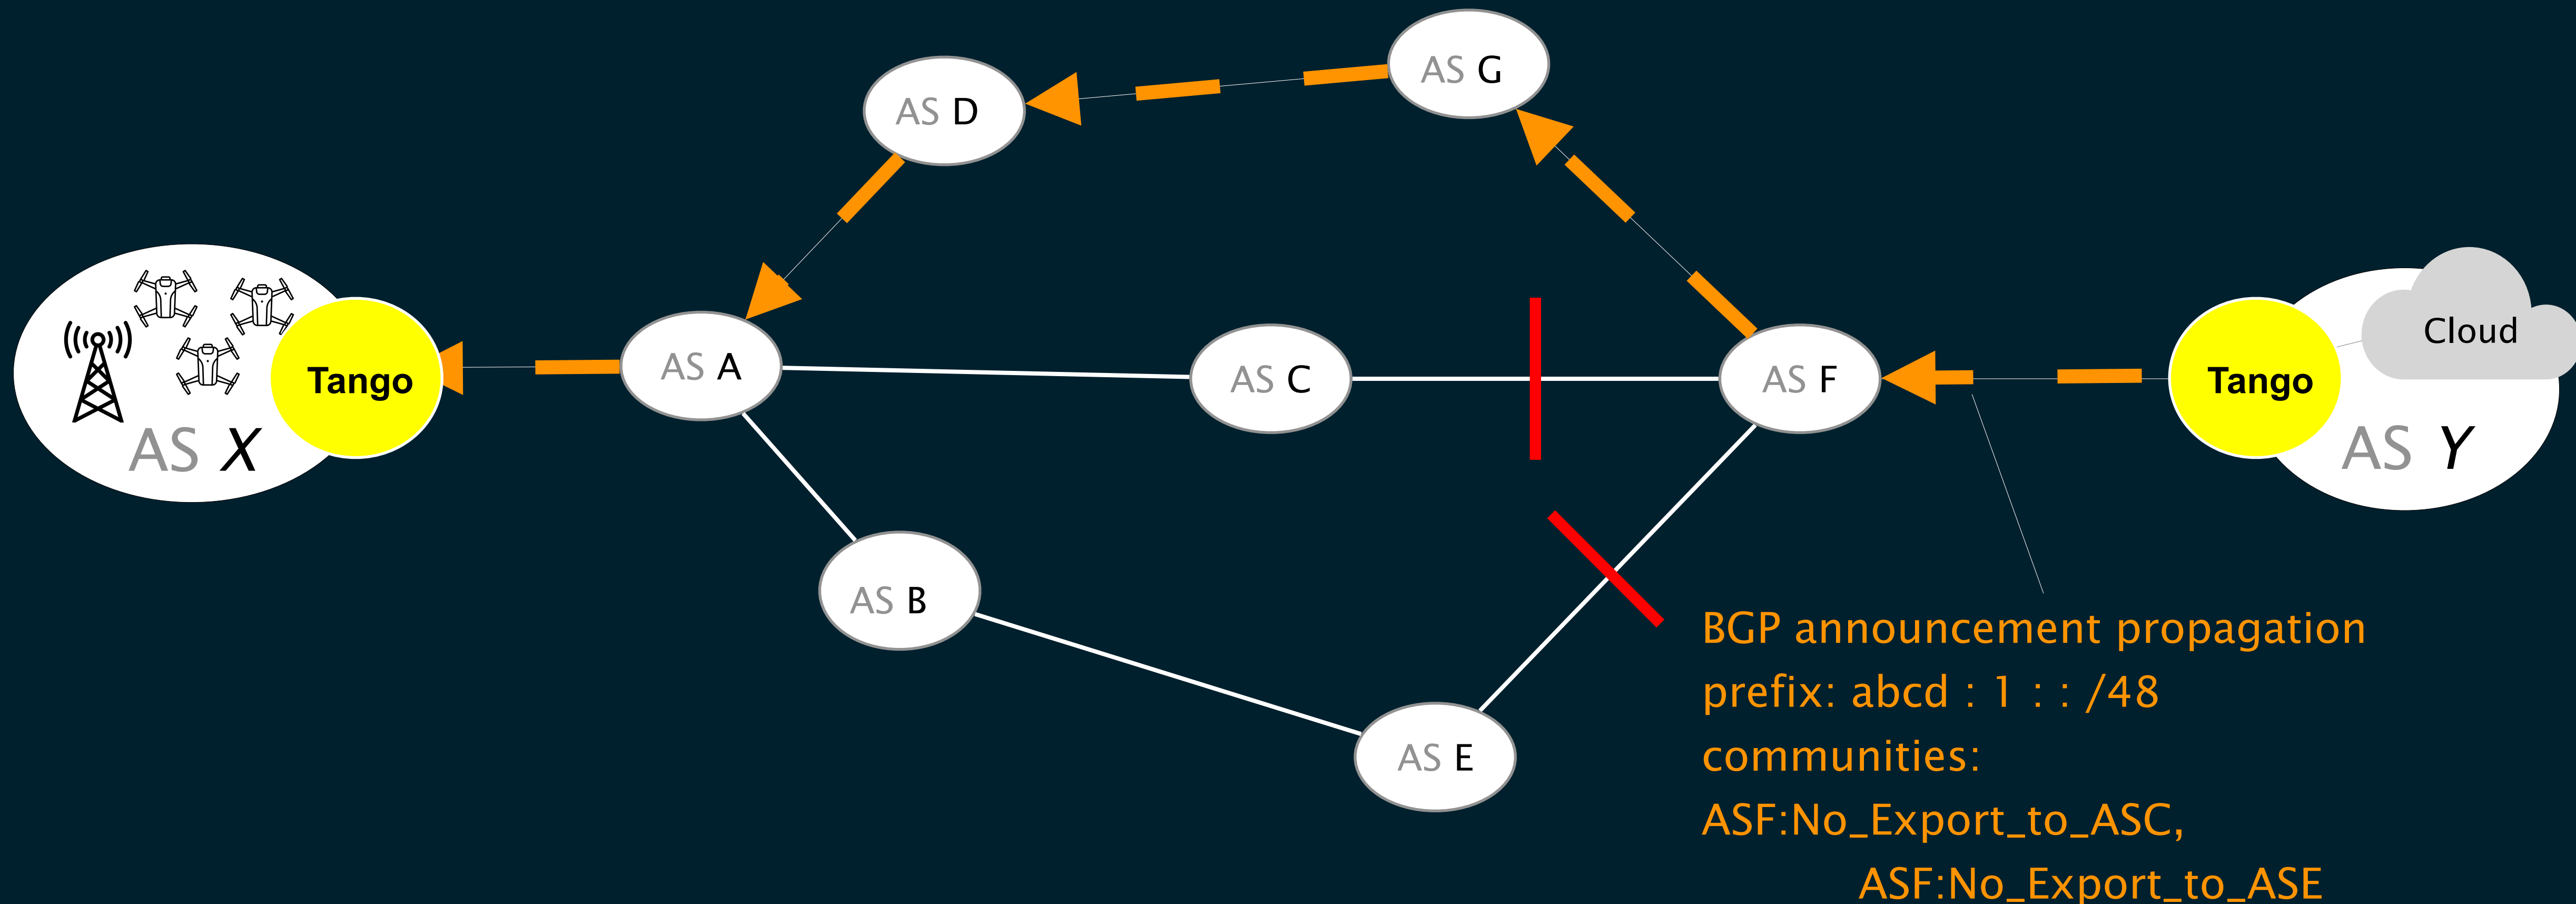 AS G
AS D
Cloud
AS A
AS C
AS F
Tango
Tango
AS X
AS Y
AS B
AS E
BGP announcement propagation
prefix: abcd : 1 : : /48
communities:
ASF:No_Export_to_ASC,
ASF:No_Export_to_ASE